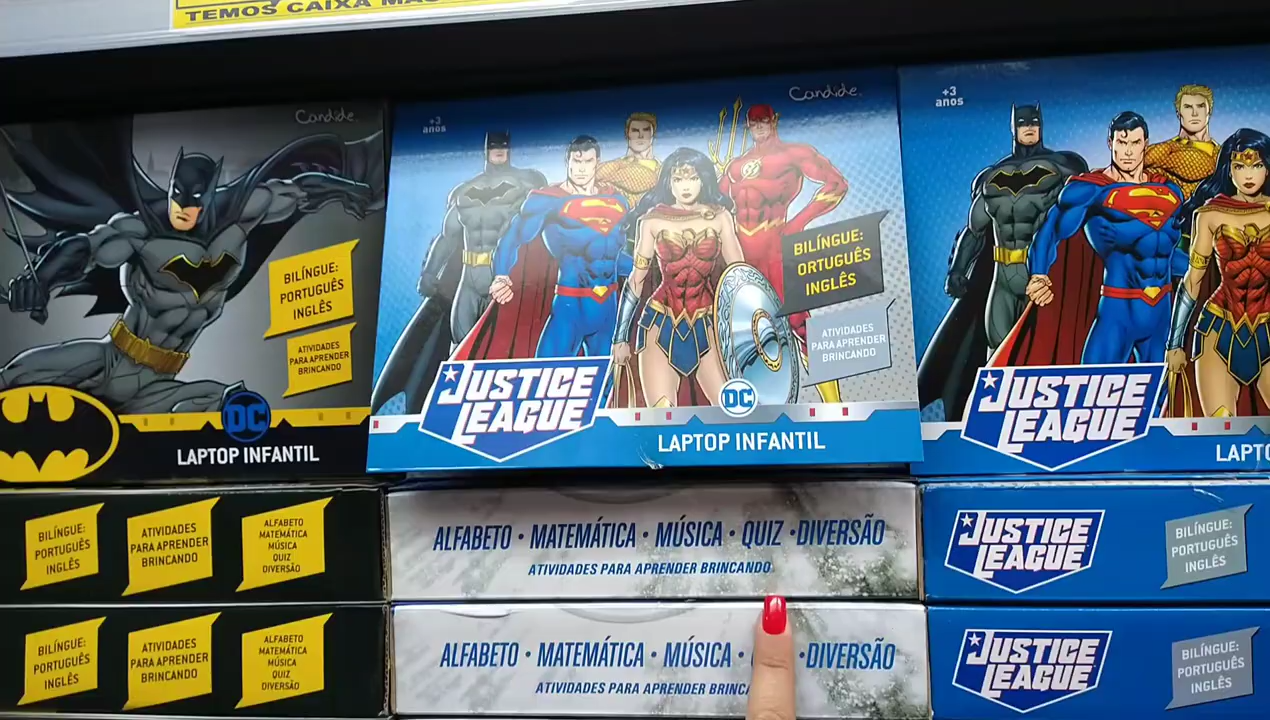 TEMOS CAIXA
Candide
BILÍNGUE:
PORTUGUÊS
INGLÊS
ATIVIDADES
PARA APRENDER
BRINCANDO
DC
LAPTOP INFANTIL
+3
anos
Candide
BILÍNGUE:
ORTUGUÊS
INGLÊS
ATIVIDADES
PARA APRENDER
BRINCANDO
JUSTICE
LEAGUE
DC
LAPTOP INFANTIL
+3
anos
JUSTICE
LEAGUE
LAPTO
BILÍNGUE:
PORTUGUÊS
INGLÊS
ATIVIDADES
PARA APRENDER
BRINCANDO
ALFABETO
MATEMÁTICA
MÚSICA
QUIZ
DIVERSÃO
ALFABETO • MATEMÁTICA • MÚSICA • QUIZ • DIVERSÃO
ATIVIDADES PARA APRENDER BRINCANDO
JUSTICE
LEAGUE
BILÍNGUE:
PORTUGUÊS
INGLÊS
BILÍNGUE:
PORTUGUÊS
INGLÊS
ATIVIDADES
PARA APRENDER
BRINCANDO
ALFABETO
MATEMÁTICA
MÚSICA
QUIZ
DIVERSÃO
ALFABETO • MATEMÁTICA • MÚSICA • • DIVERSÃO
ATIVIDADES PARA APRENDER BRINCA
JUSTICE
LEAGUE
BILÍNGUE:
PORTUGUÊS
INGLÊS